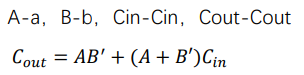 A-a, B-b, Cin-Cin, Cout-Cout
C_out = AB′ + (A + B′)C_in